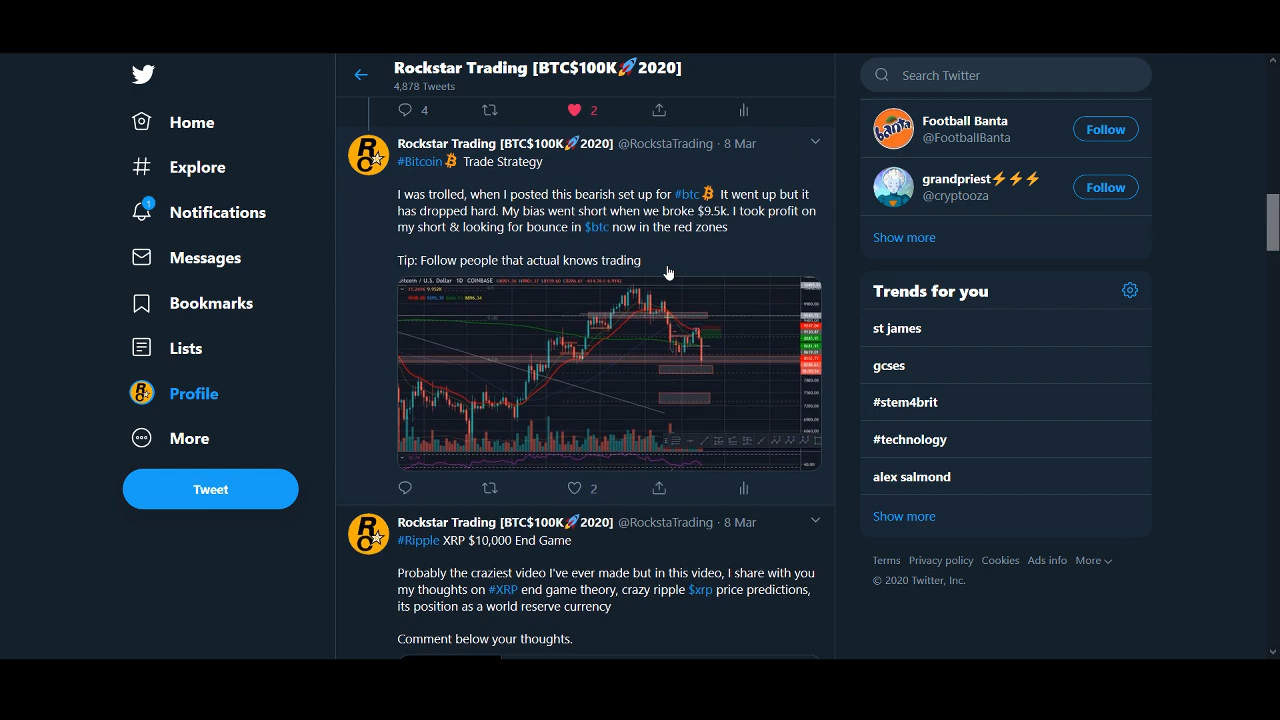 Home
Explore
1
Notifications
Messages
Bookmarks
Lists
Profile
More
Tweet
Rockstar Trading [BTC$100K🚀2020]
4,878 Tweets
4 2
Rockstar Trading [BTC$100K🚀2020] @RockstaTrading · 8 Mar
#Bitcoin Trade Strategy
I was trolled, when I posted this bearish set up for #btc It went up but it
has dropped hard. My bias went short when we broke $9.5k. I took profit on
my short & looking for bounce in $btc now in the red zones
Tip: Follow people that actual knows trading
2
Rockstar Trading [BTC$100K🚀2020] @RockstaTrading · 8 Mar
#Ripple XRP $10,000 End Game
Probably the craziest video I've ever made but in this video, I share with you
my thoughts on #XRP end game theory, crazy ripple $xrp price predictions,
its position as a world reserve currency
Comment below your thoughts.
Search Twitter
Football Banta
@FootballBanta
Follow
grandpriest⚡⚡⚡
@cryptooza
Follow
Show more
Trends for you
st james
gcses
#stem4brit
#technology
alex salmond
Show more
Terms Privacy policy Cookies Ads info More
© 2020 Twitter, Inc.